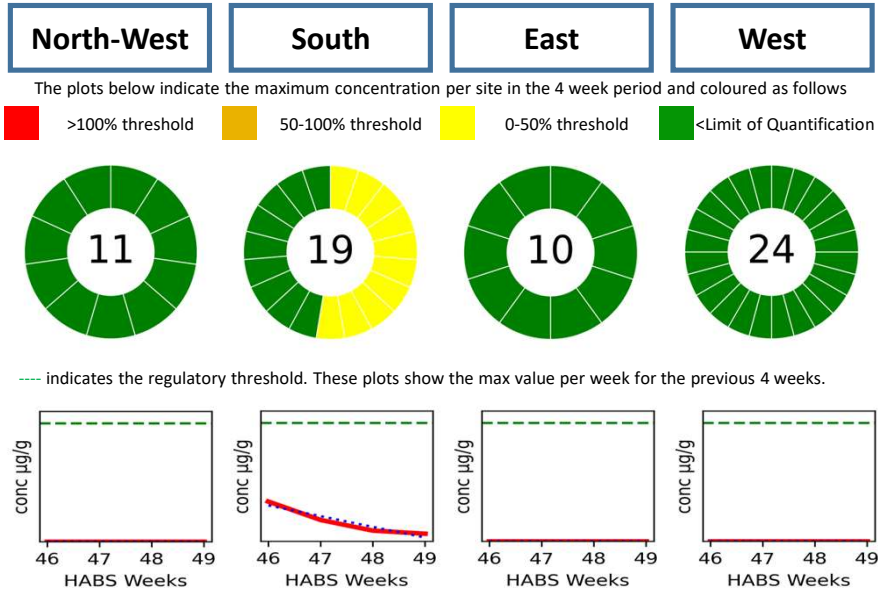 North-West South East West
The plots below indicate the maximum concentration per site in the 4 week period and coloured as follows
>100% threshold 50-100% threshold 0-50% threshold <Limit of Quantification
11 19 10 24
---- indicates the regulatory threshold. These plots show the max value per week for the previous 4 weeks.
conc µg/g conc µg/g conc µg/g conc µg/g
46 47 48 49 46 47 48 49 46 47 48 49 46 47 48 49
HABS Weeks HABS Weeks HABS Weeks HABS Weeks